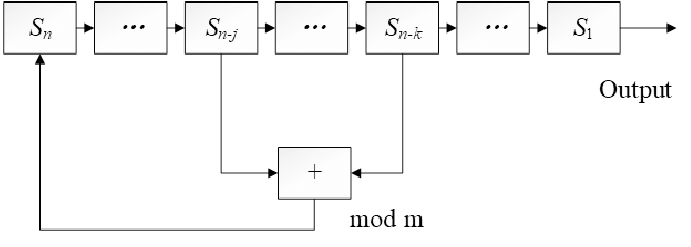 Sn ... Sn-j ... Sn-k ... S1
Output
+
mod m